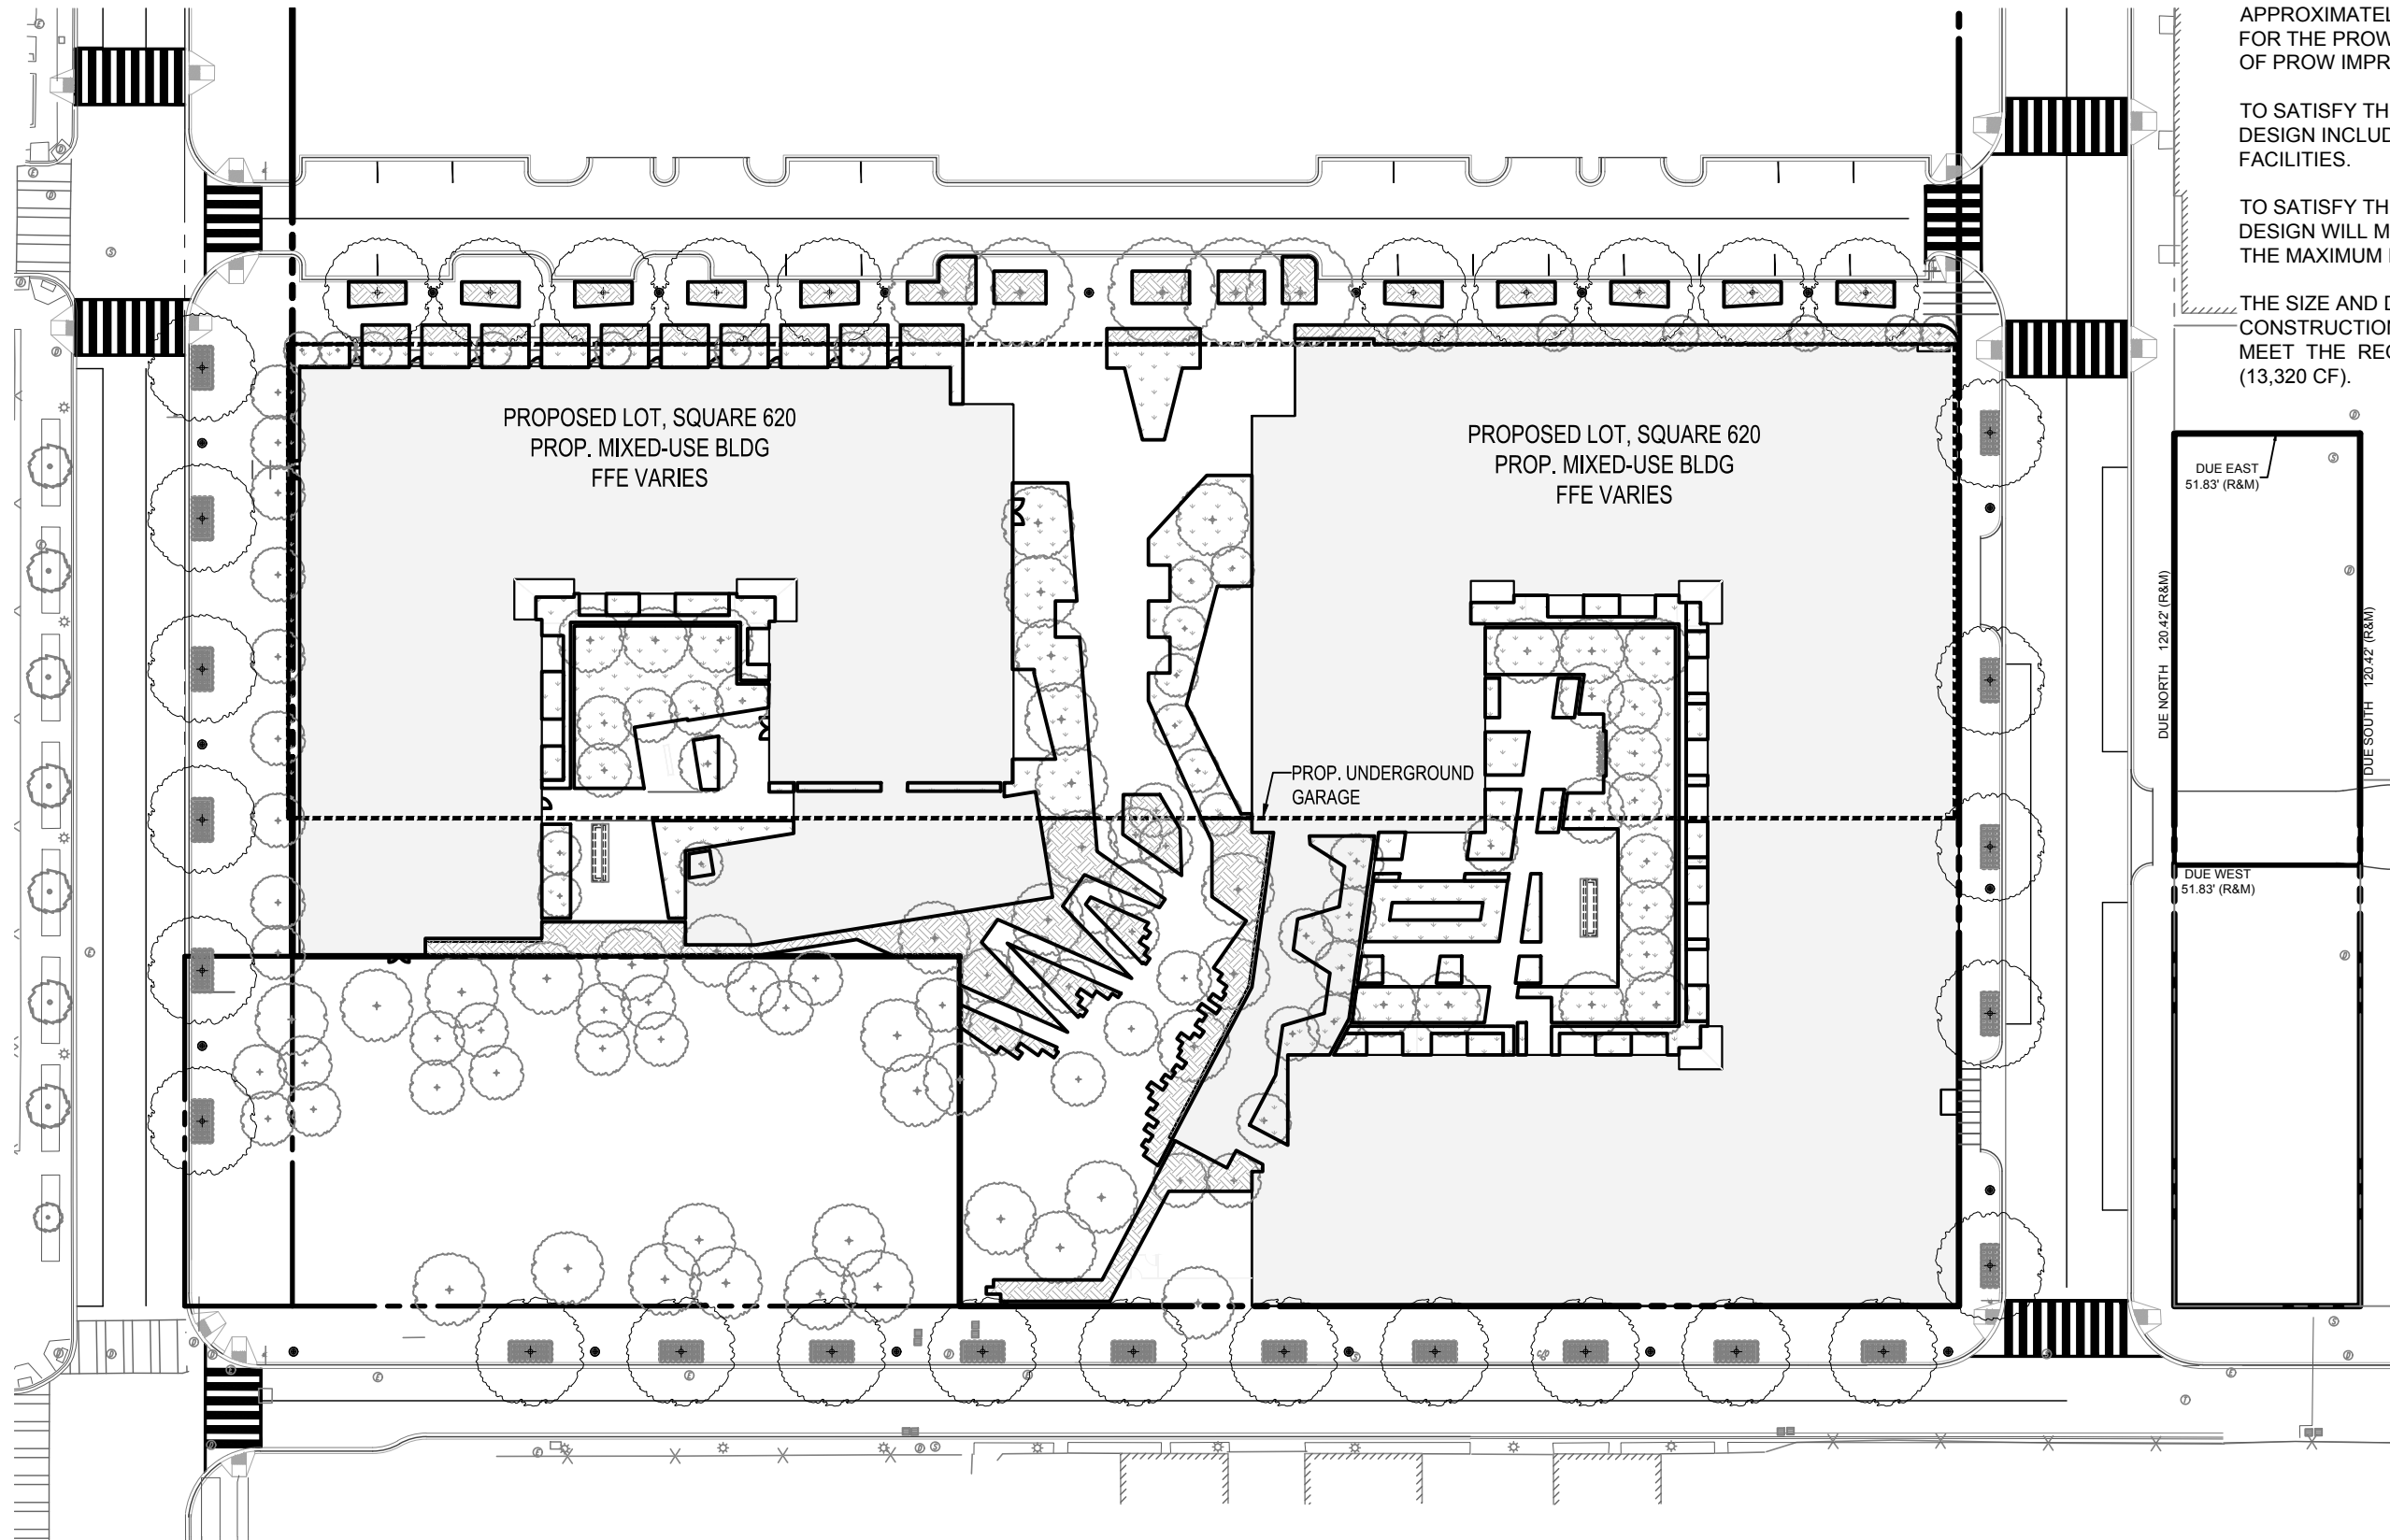 APPROXIMATEL
FOR THE PROW
OF PROW IMPR
TO SATISFY TH
DESIGN INCLUD
FACILITIES.
TO SATISFY TH
DESIGN WILL M
THE MAXIMUM
THE SIZE AND D
CONSTRUCTION
MEET THE REQ
(13,320 CF).
PROPOSED LOT, SQUARE 620
PROP. MIXED-USE BLDG
FFE VARIES
PROPOSED LOT, SQUARE 620
PROP. MIXED-USE BLDG
FFE VARIES
PROP. UNDERGROUND
GARAGE
DUE EAST
51.83' (R&M)
DUE NORTH 120.42' (R&M)
DUE SOUTH 120.42' (R&M)
DUE WEST
51.83' (R&M)